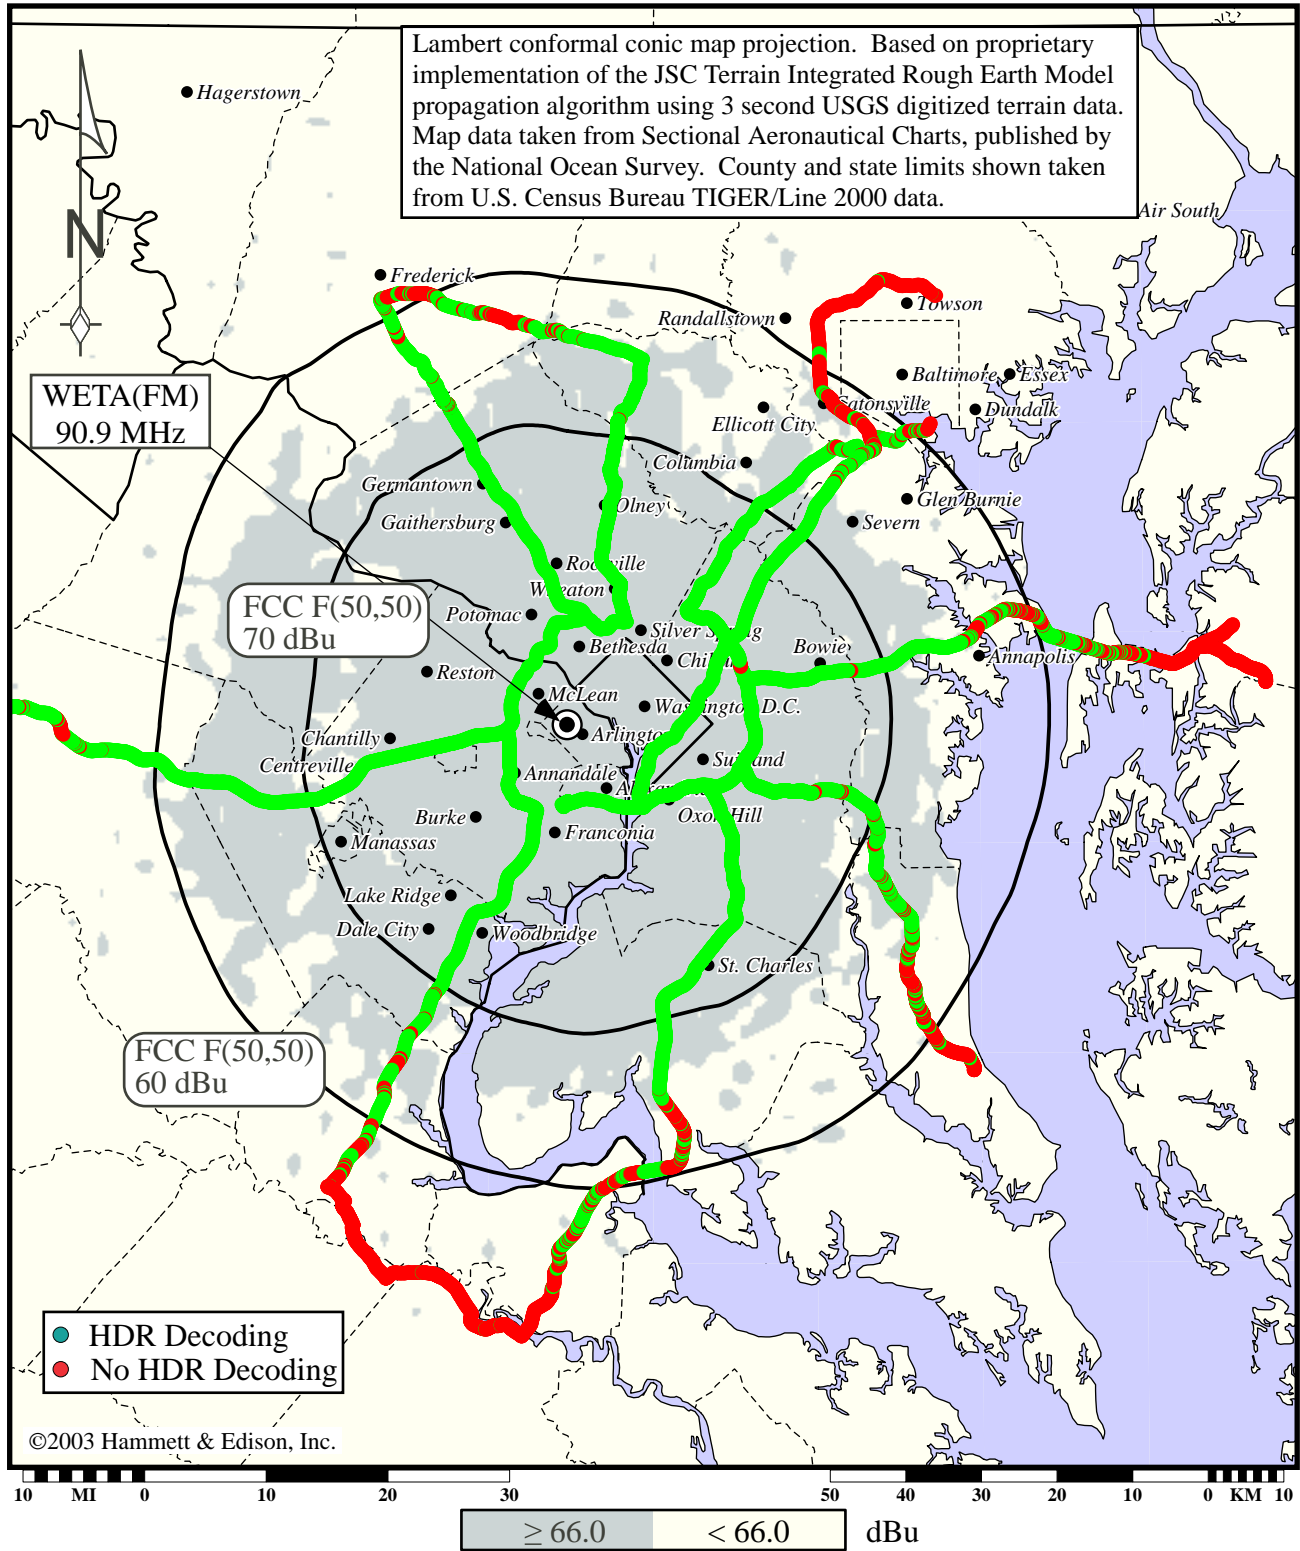 Lambert conformal conic map projection. Based on proprietary
implementation of the JSC Terrain Integrated Rough Earth Model
propagation algorithm using 3 second USGS digitized terrain data.
Map data taken from Sectional Aeronautical Charts, published by
the National Ocean Survey. County and state limits shown taken
from U.S. Census Bureau TIGER/Line 2000 data.
Hagerstown
N
Air South
Frederick
Towson
Randallstown
WETA(FM)
90.9 MHz
Baltimore
Essex
Catonsville
Dundalk
Ellicott City
Columbia
Germantown
Glen Burnie
Olney
Gaithersburg
Severn
Rockville
Wheaton
FCC F(50,50)
70 dBu
Potomac
Silver Spring
Bethesda
Bowie
Annapolis
Reston
McLean
Washington D.C.
Arlington
Chantilly
Centreville
Suitland
Annandale
Oxon Hill
Burke
Franconia
Manassas
Lake Ridge
Dale City
Woodbridge
St. Charles
FCC F(50,50)
60 dBu
HDR Decoding
No HDR Decoding
©2003 Hammett & Edison, Inc.
10 MI 0 10 20 30 50 40 30 20 10 0 KM 10
≥ 66.0 < 66.0 dBu